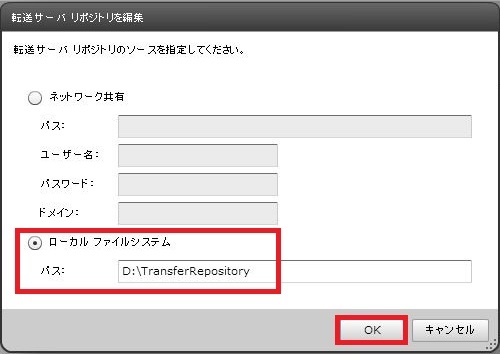 転送サーバ リポジトリを編集
転送サーバ リポジトリのソースを指定してください。
ネットワーク共有
パス:
ユーザー名:
パスワード:
ドメイン:
ローカル ファイルシステム
パス: D:\TransferRepository
OK キャンセル